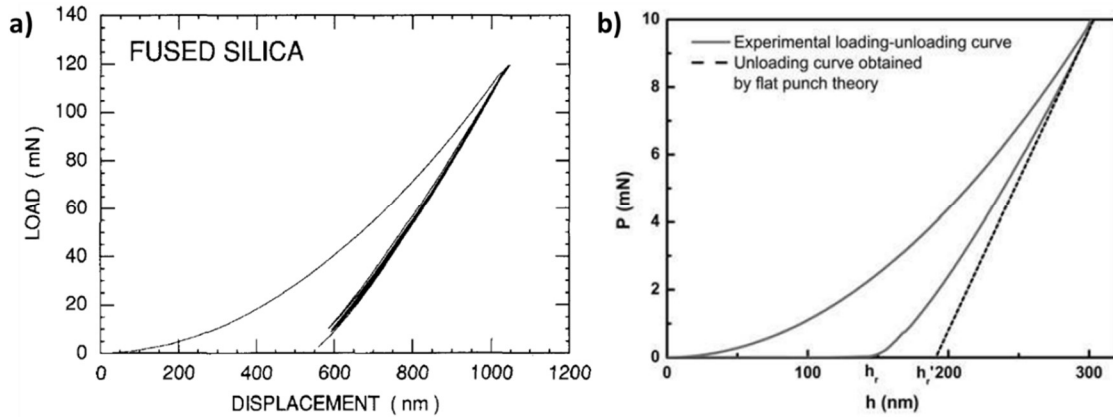 a)
FUSED SILICA
LOAD (mN)
140
120
100
80
60
40
20
0
0 200 400 600 800 1000 1200
DISPLACEMENT (nm)
b)
Experimental loading-unloading curve
Unloading curve obtained
by flat punch theory
P (mN)
10
8
6
4
2
0
0 100 hr hr' 200 300
h (nm)